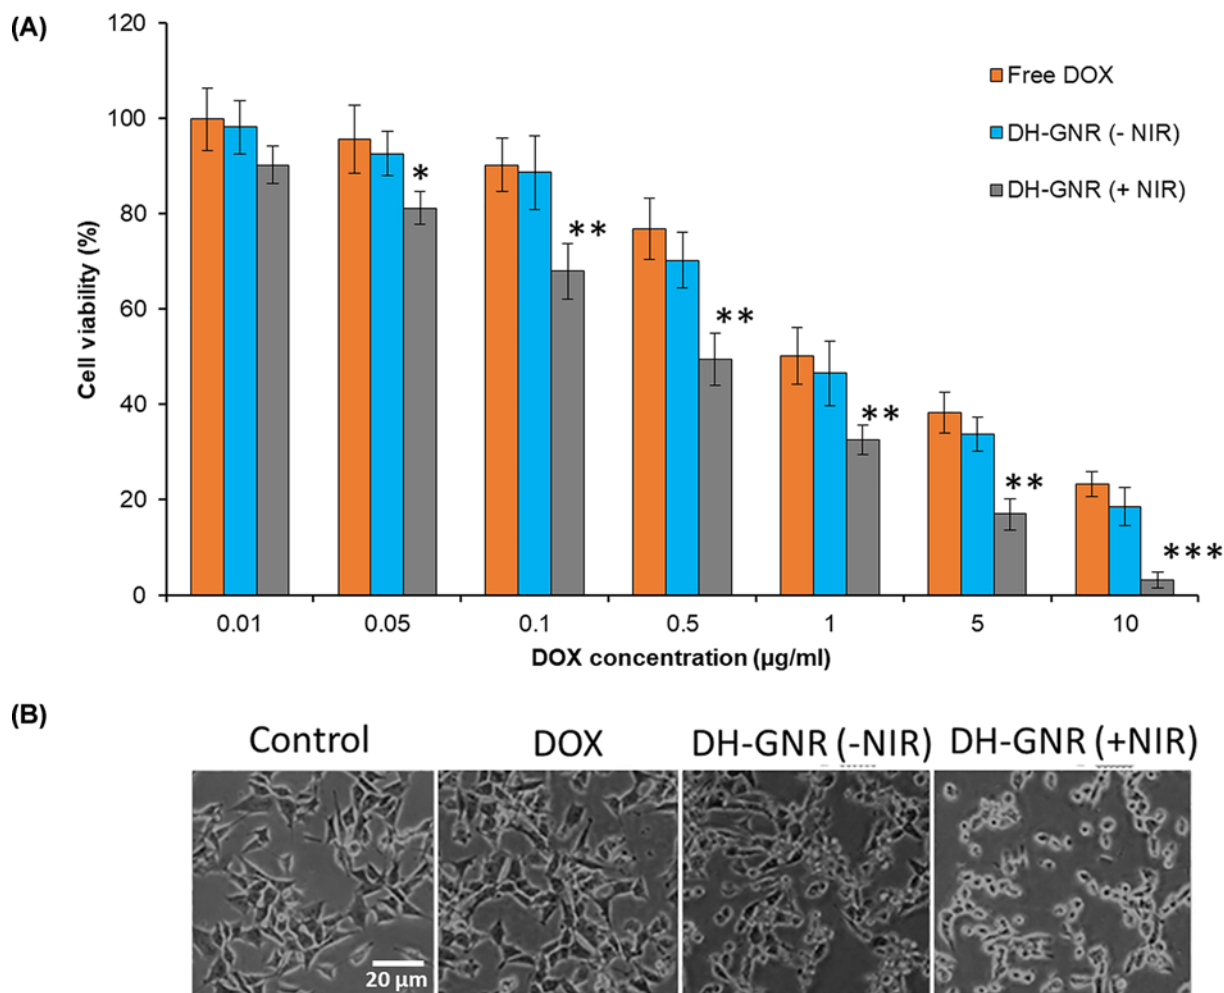 (A)
120
100
80
60
40
20
0
Cell viability (%)
Free DOX
DH-GNR (- NIR)
DH-GNR (+ NIR)
*
**
**
**
**
***
0.01 0.05 0.1 0.5 1 5 10
DOX concentration (µg/ml)
(B)
Control DOX DH-GNR (-NIR) DH-GNR (+NIR)
20 µm